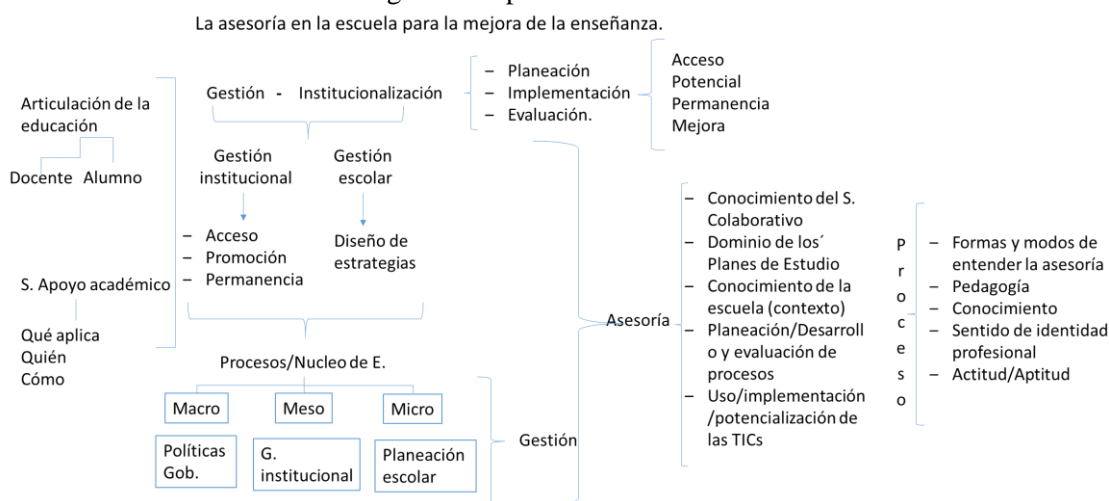 La asesoría en la escuela para la mejora de la enseñanza.
Articulación de la
educación
Docente Alumno
S. Apoyo académico
Qué aplica
Quién
Cómo
Gestión - Institucionalización
– Planeación
– Implementación
– Evaluación.
Acceso
Potencial
Permanencia
Mejora
Gestión
institucional
Gestión
escolar
– Acceso
– Promoción
– Permanencia
Diseño de
estrategias
Procesos/Nucleo de E.
Macro
Meso
Micro
Políticas
Gob.
G.
institucional
Planeación
escolar
Gestión
Asesoría
– Conocimiento del S.
Colaborativo
– Dominio de los´
Planes de Estudio
– Conocimiento de la
escuela (contexto)
– Planeación/Desarroll
o y evaluación de
procesos
– Uso/implementación
/potencialización de
las TICs
P
r
o
c
e
s
o
– Formas y modos de
entender la asesoría
– Pedagogía
– Conocimiento
– Sentido de identidad
profesional
– Actitud/Aptitud